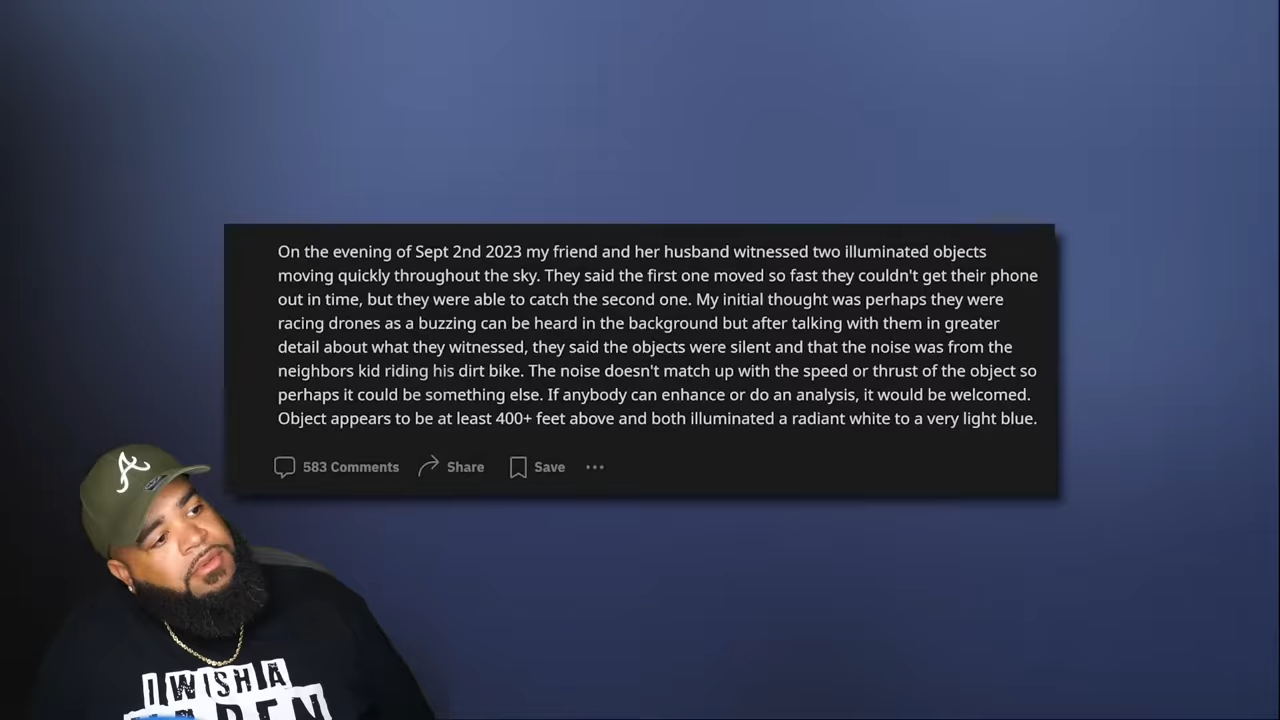 On the evening of Sept 2nd 2023 my friend and her husband witnessed two illuminated objects
moving quickly throughout the sky. They said the first one moved so fast they couldn't get their phone
out in time, but they were able to catch the second one. My initial thought was perhaps they were
racing drones as a buzzing can be heard in the background but after talking with them in greater
detail about what they witnessed, they said the objects were silent and that the noise was from the
neighbors kid riding his dirt bike. The noise doesn't match up with the speed or thrust of the object so
perhaps it could be something else. If anybody can enhance or do an analysis, it would be welcomed.
Object appears to be at least 400+ feet above and both illuminated a radiant white to a very light blue.
583 Comments Share Save
A
I WISH A